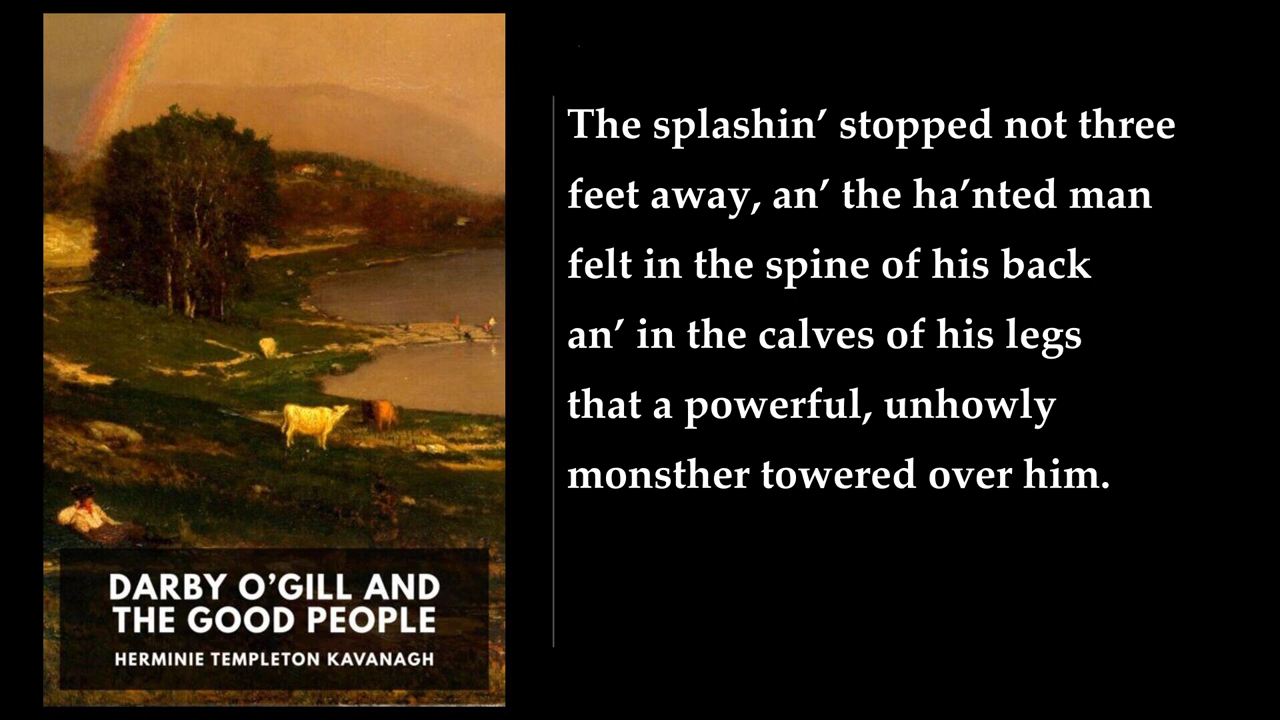 The splashin’ stopped not three
feet away, an’ the ha’nted man
felt in the spine of his back
an’ in the calves of his legs
that a powerful, unhowly
monsther towered over him.
DARBY O’GILL AND
THE GOOD PEOPLE
HERMINIE TEMPLETON KAVANAGH